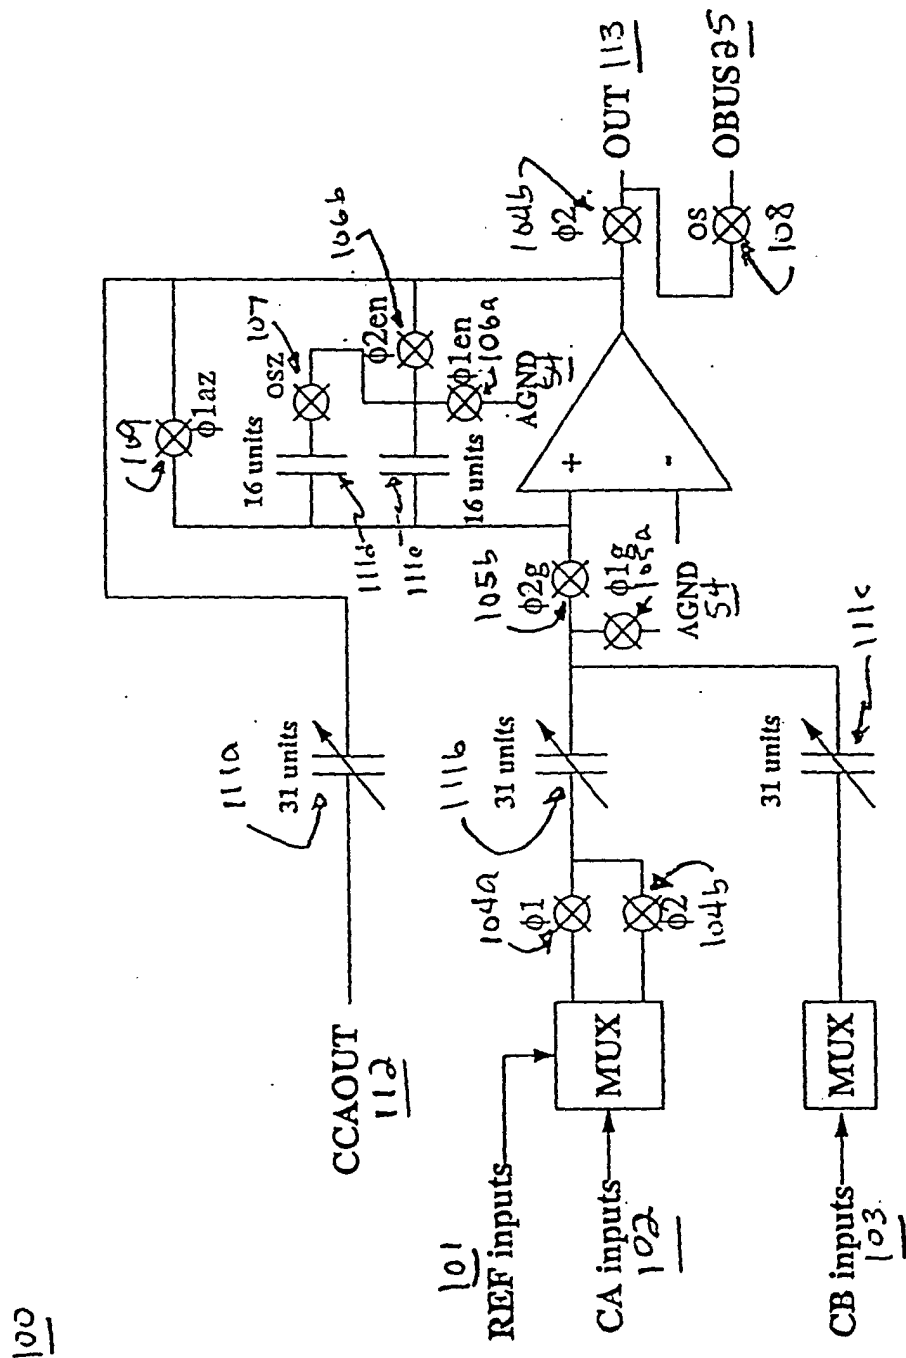 100
CCAOUT
112
101
REF inputs
CA inputs
102
CB inputs
103
MUX
MUX
104a
ϕ1
ϕ2
104b
111a
31 units
111b
31 units
31 units
111c
105b
ϕ2g
ϕ1g
105a
AGND
54
109
ϕ1az
16 units
111d
111e
16 units
107
osz
106b
ϕ2en
ϕ1en
106a
AGND
54
+
-
104b
ϕ2
OUT 113
os
108
OBUS 25